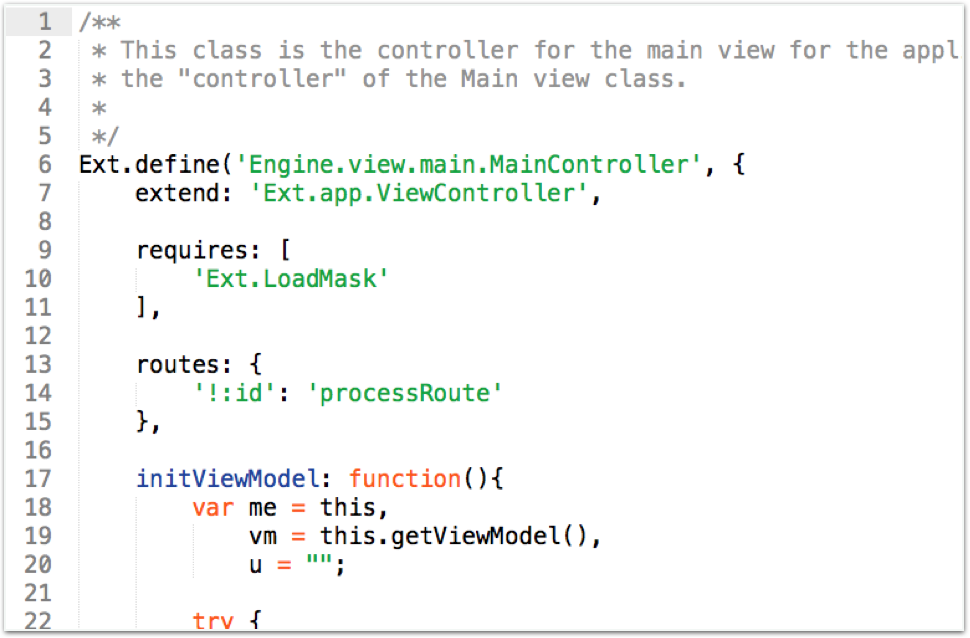 1 /**
2  * This class is the controller for the main view for the appl
3  * the "controller" of the Main view class.
4  *
5  */
6 Ext.define('Engine.view.main.MainController', {
7     extend: 'Ext.app.ViewController',
8
9     requires: [
10         'Ext.LoadMask'
11     ],
12
13     routes: {
14         '!:id': 'processRoute'
15     },
16
17     initViewModel: function(){
18         var me = this,
19             vm = this.getViewModel(),
20             u = "";
21
22         try {